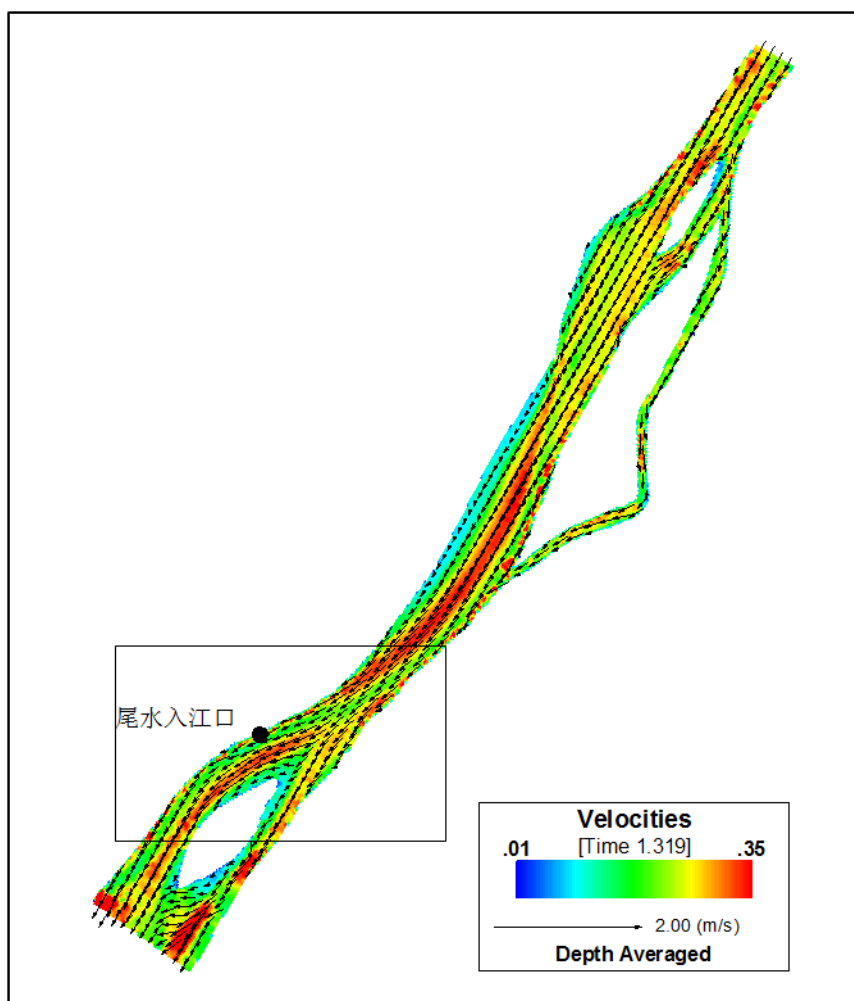 尾水入江口
Velocities
[Time 1.319]
.01
.35
2.00 (m/s)
Depth Averaged